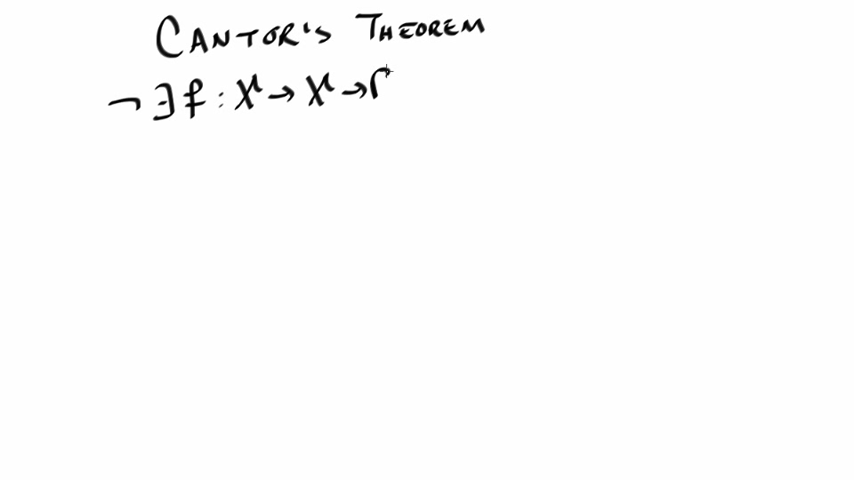 CANTOR'S THEOREM
¬∃f : X → X →